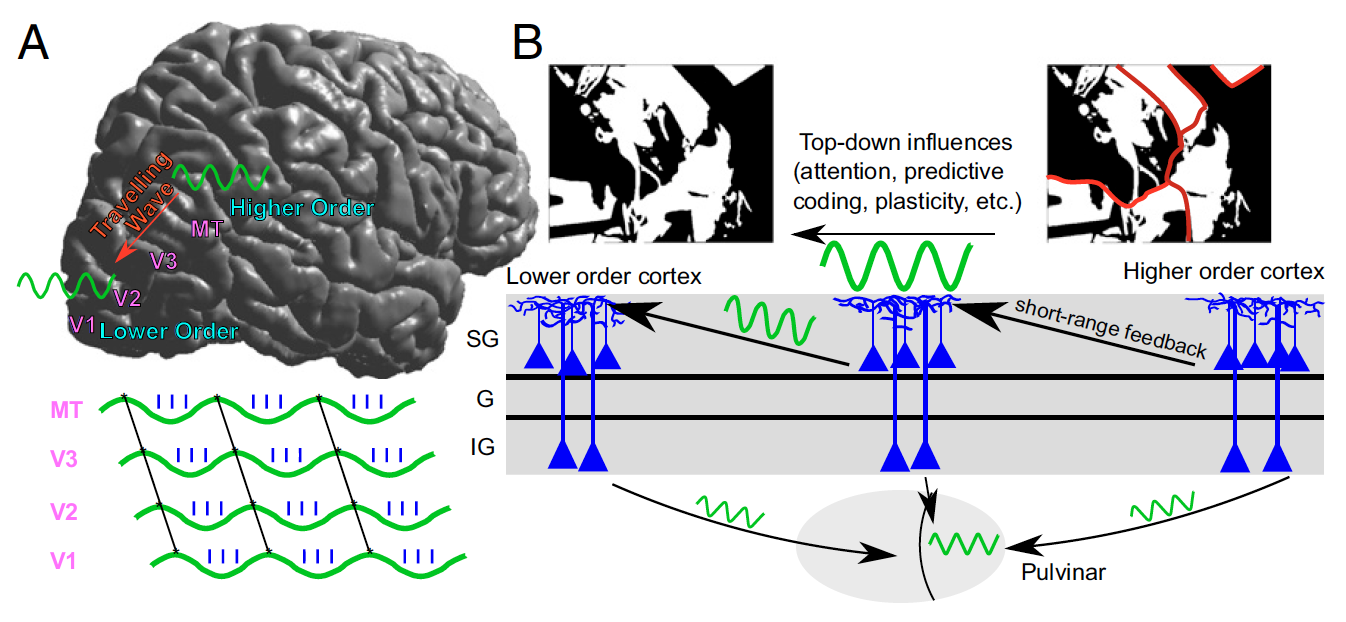 A
Travelling
Wave
Higher Order
MT
V3
V2
V1
Lower Order
MT
V3
V2
V1
B
Top-down influences
(attention, predictive
coding, plasticity, etc.)
Lower order cortex
Higher order cortex
short-range feedback
SG
G
IG
Pulvinar